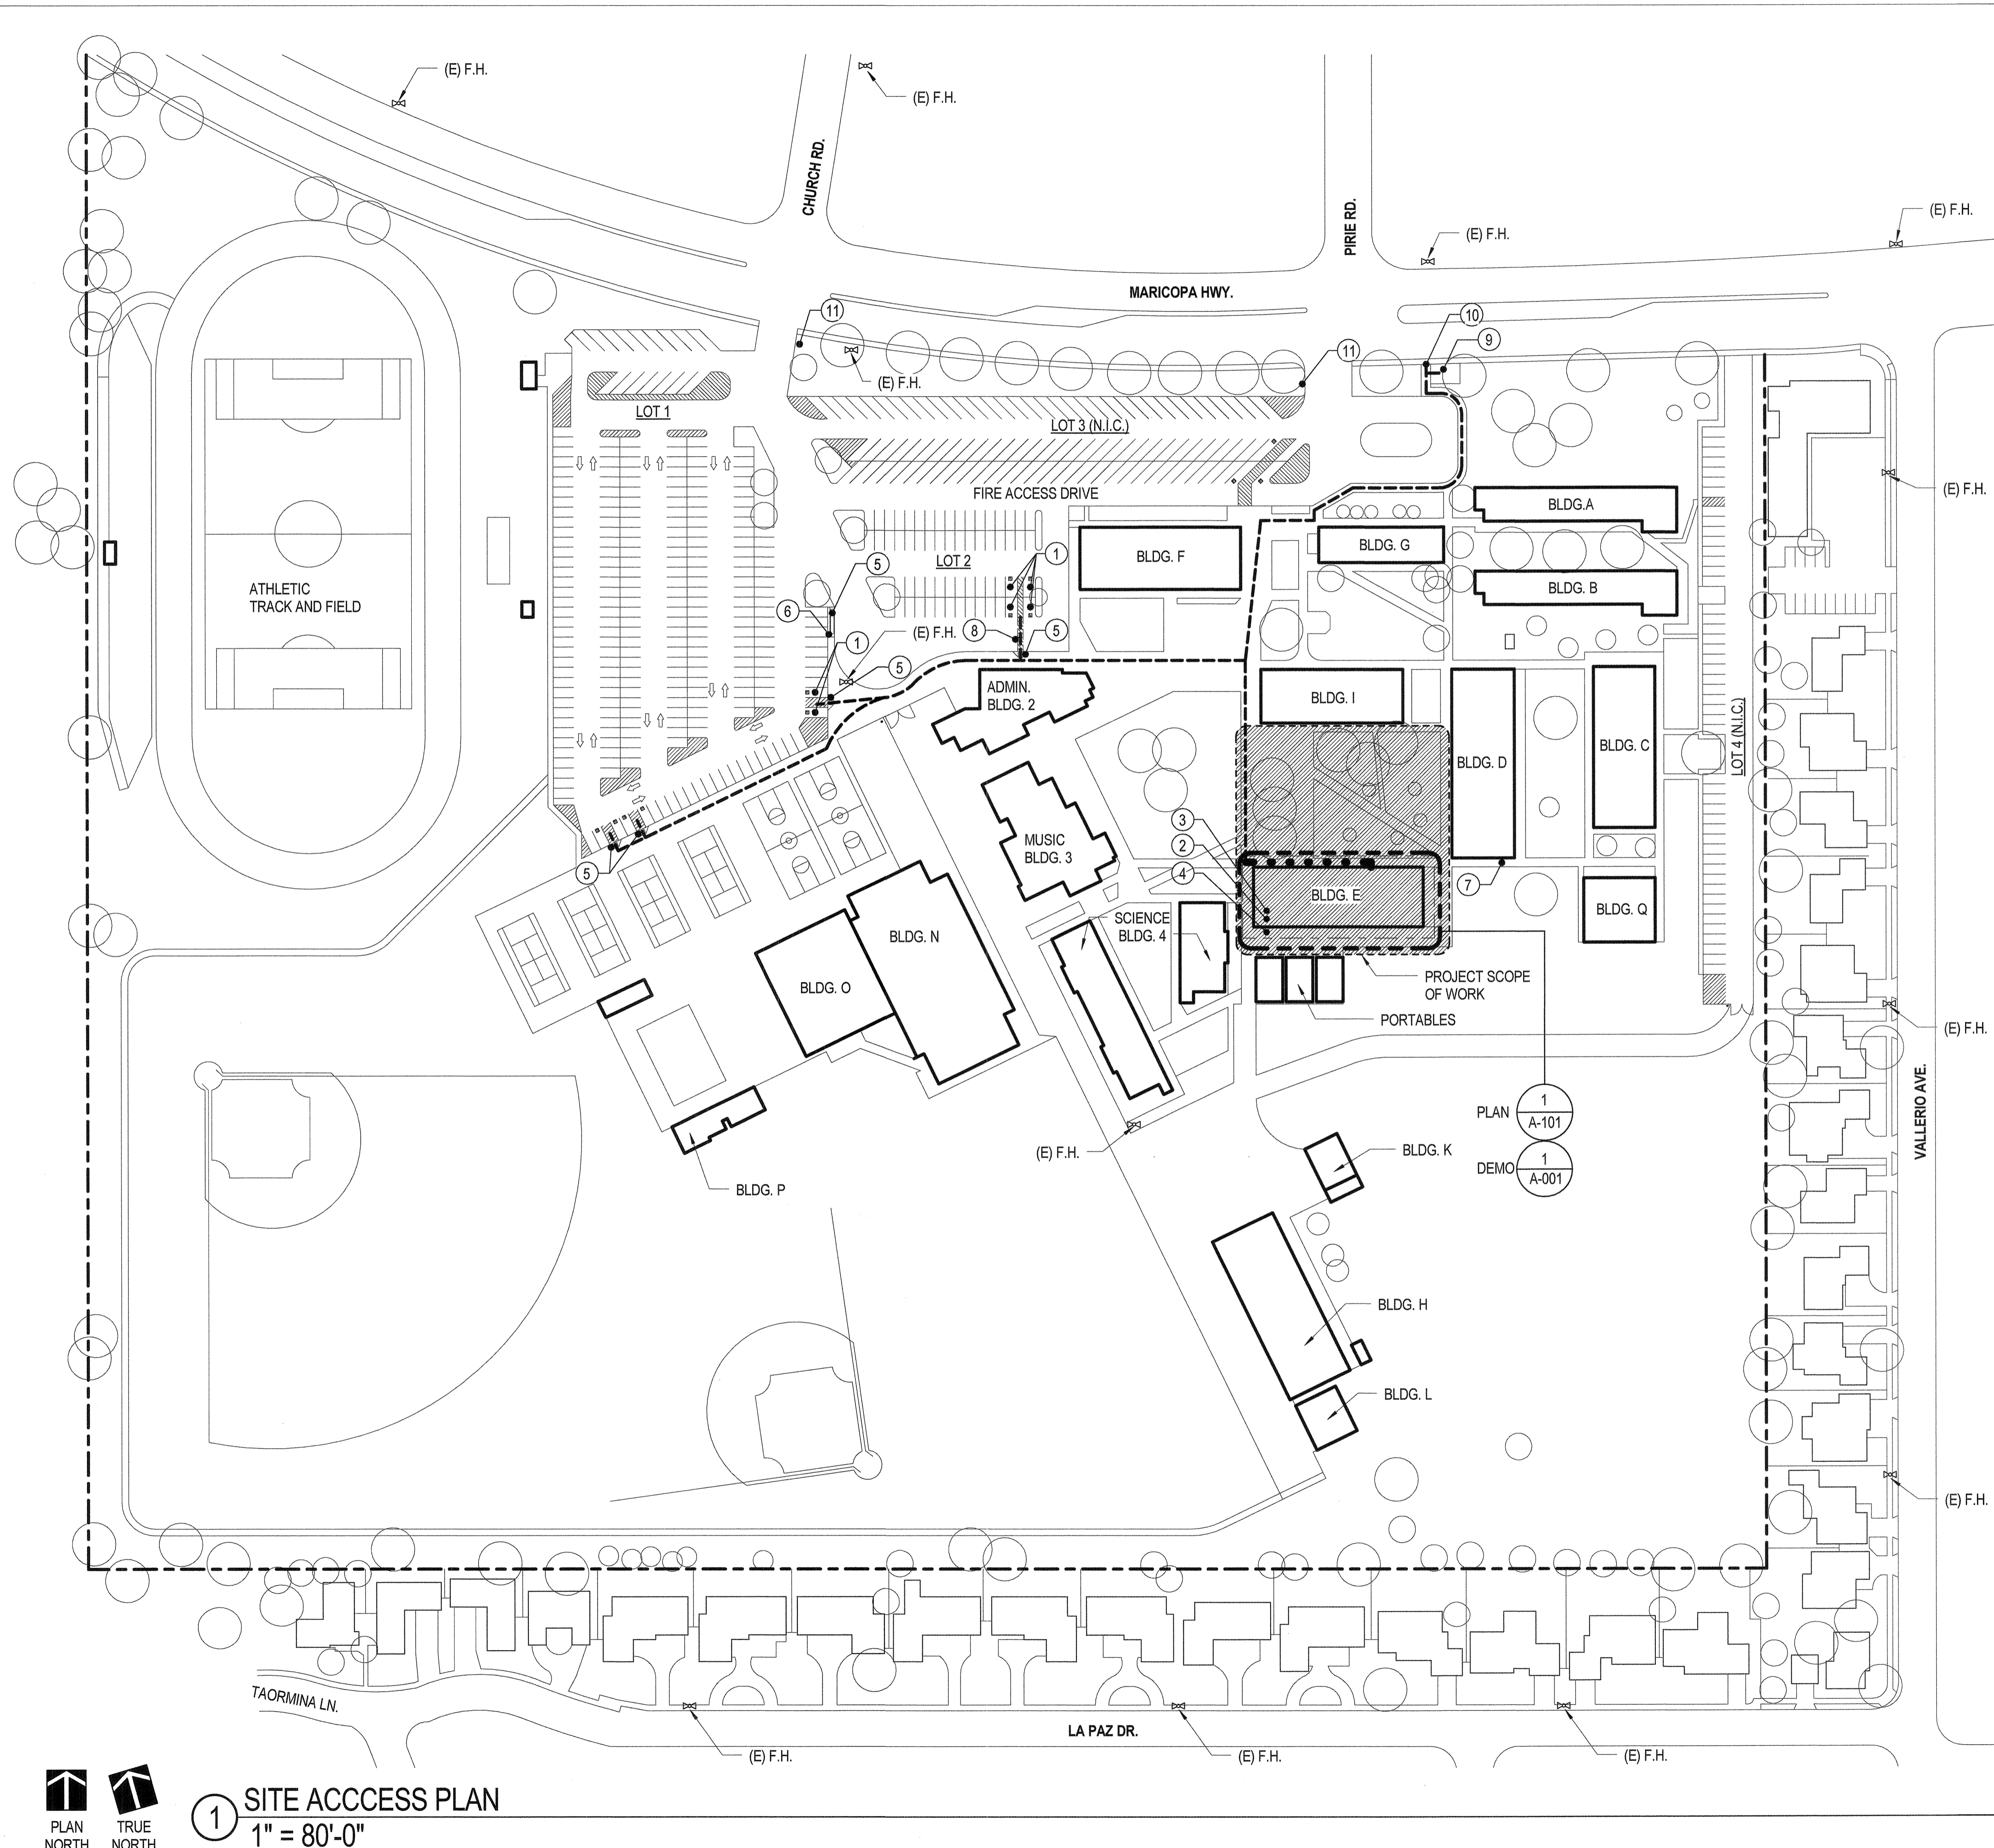 (E) F.H.
(E) F.H.
CHURCH RD.
PIRIE RD.
(E) F.H.
(E) F.H.
MARICOPA HWY.
11
10
9
11
(E) F.H.
LOT 1
LOT 3 (N.I.C.)
FIRE ACCESS DRIVE
(E) F.H.
BLDG.A
BLDG. G
BLDG. F
BLDG. B
LOT 2
1
5
ATHLETIC
TRACK AND FIELD
6
1
(E) F.H.
8
5
5
ADMIN.
BLDG. 2
BLDG. I
BLDG. D
BLDG. C
LOT 4 (N.I.C.)
3
2
4
MUSIC
BLDG. 3
5
7
BLDG. E
BLDG. Q
SCIENCE
BLDG. 4
BLDG. N
BLDG. O
PROJECT SCOPE
OF WORK
PORTABLES
(E) F.H.
VALLERIO AVE.
PLAN
1
A-101
DEMO
1
A-001
(E) F.H.
BLDG. K
BLDG. P
BLDG. H
BLDG. L
(E) F.H.
TAORMINA LN.
LA PAZ DR.
(E) F.H.
(E) F.H.
(E) F.H.
PLAN
NORTH
TRUE
NORTH
1
SITE ACCCESS PLAN
1" = 80'-0"